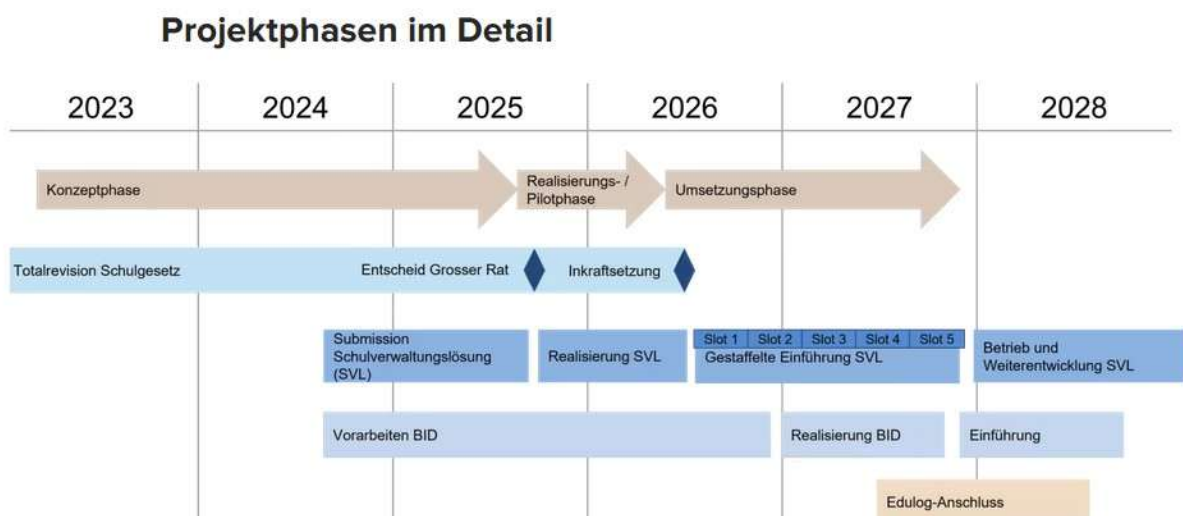 Projektphasen im Detail
2023 2024 2025 2026 2027 2028
Konzeptphase
Realisierungs- /
Pilotphase
Umsetzungsphase
Totalrevision Schulgesetz
Entscheid Grosser Rat
Inkraftsetzung
Submission
Schulverwaltungslösung
(SVL)
Realisierung SVL
Slot 1 Slot 2 Slot 3 Slot 4 Slot 5
Gestaffelte Einführung SVL
Betrieb und
Weiterentwicklung SVL
Vorarbeiten BID
Realisierung BID
Einführung
Edulog-Anschluss